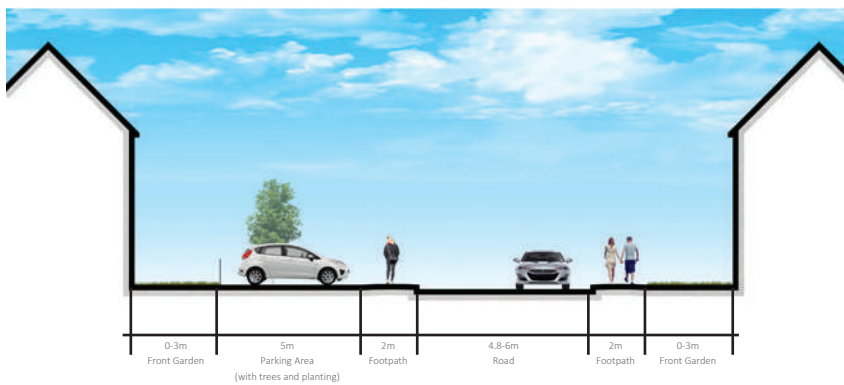 0-3m
Front Garden
5m
Parking Area
(with trees and planting)
2m
Footpath
4.8-6m
Road
2m
Footpath
0-3m
Front Garden